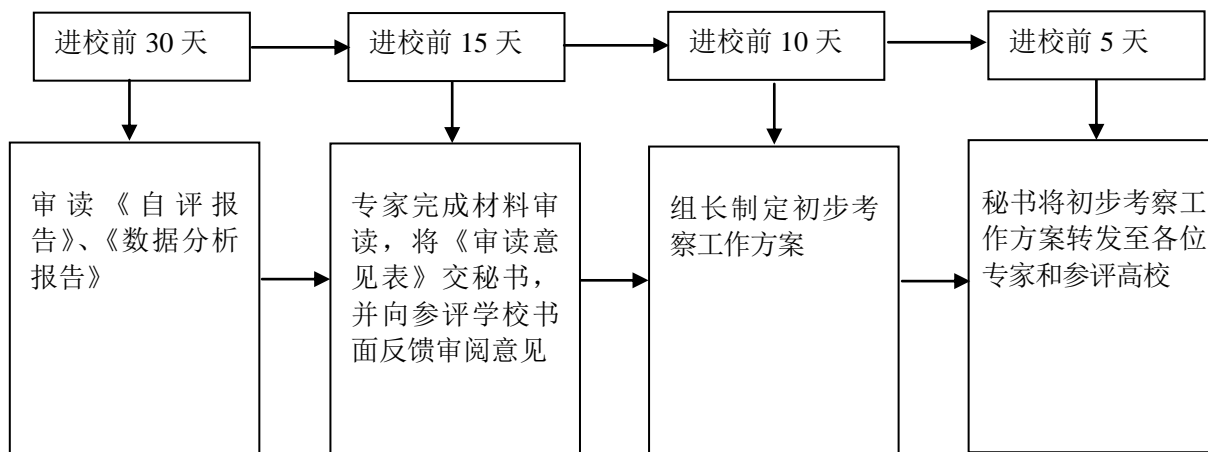 进校前 30 天
进校前 15 天
进校前 10 天
进校前 5 天
审读《自评报
告》、《数据分析
报告》
专家完成材料审
读，将《审读意
见表》交秘书，
并向参评学校书
面反馈审阅意见
组长制定初步考
察工作方案
秘书将初步考察工
作方案转发至各位
专家和参评高校